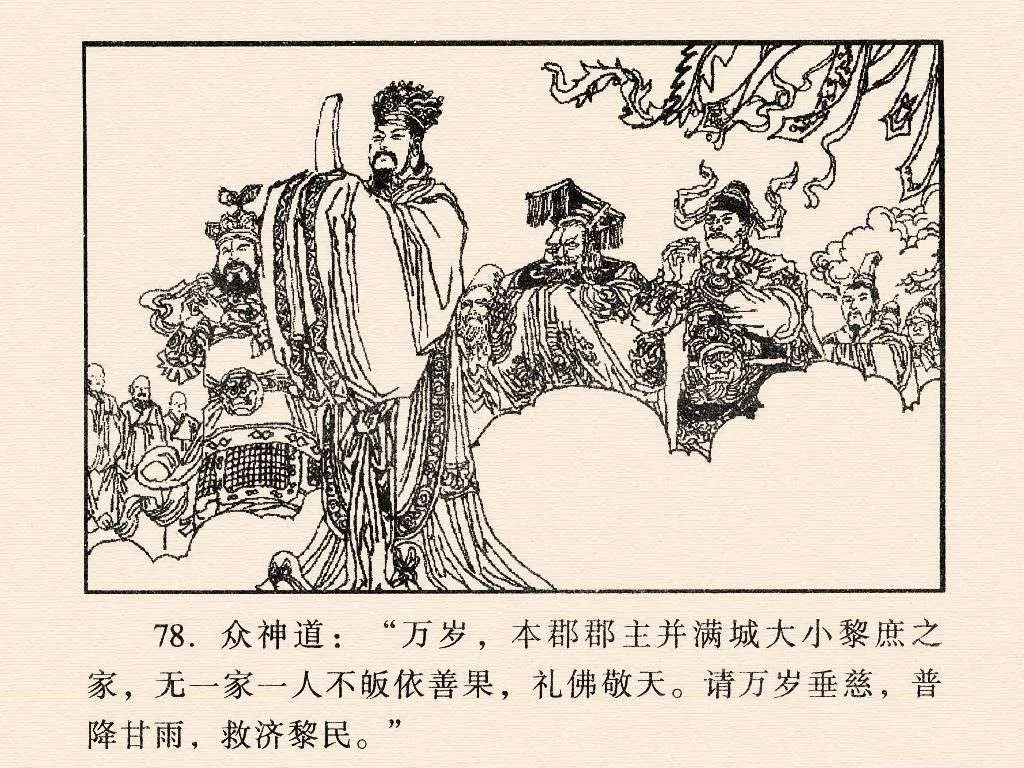 78. 众神道：“万岁，本郡郡主并满城大小黎庶之
家，无一家一人不皈依善果，礼佛敬天。请万岁垂慈，普
降甘雨，救济黎民。”